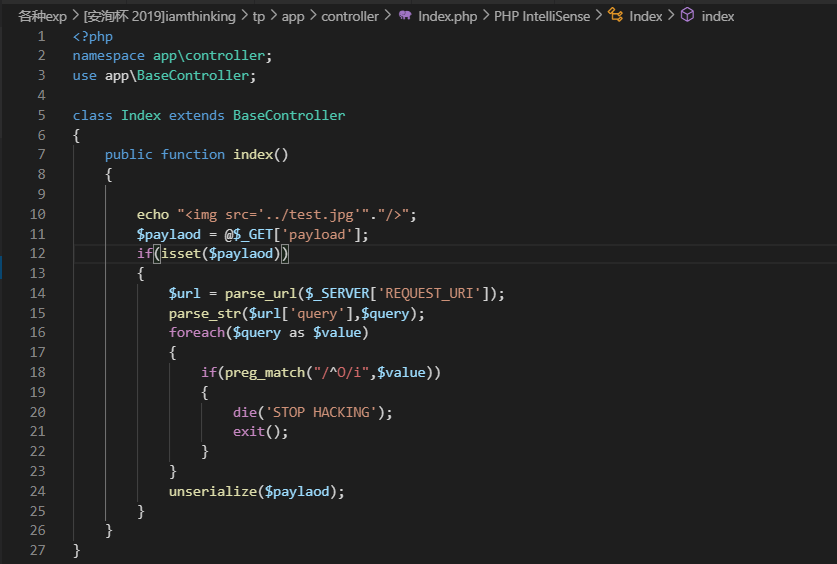 各种exp > [安洵杯 2019]iamthinking > tp > app > controller > Index.php > PHP IntelliSense > Index > index
1 <?php
2 namespace app\controller;
3 use app\BaseController;
4
5 class Index extends BaseController
6 {
7 public function index()
8 {
9
10 echo "<img src='../test.jpg'"."/>";
11 $paylaod = @$_GET['payload'];
12 if(isset($paylaod))
13 {
14 $url = parse_url($_SERVER['REQUEST_URI']);
15 parse_str($url['query'],$query);
16 foreach($query as $value)
17 {
18 if(preg_match("/^O/i",$value))
19 {
20 die('STOP HACKING');
21 exit();
22 }
23 }
24 unserialize($paylaod);
25 }
26 }
27 }